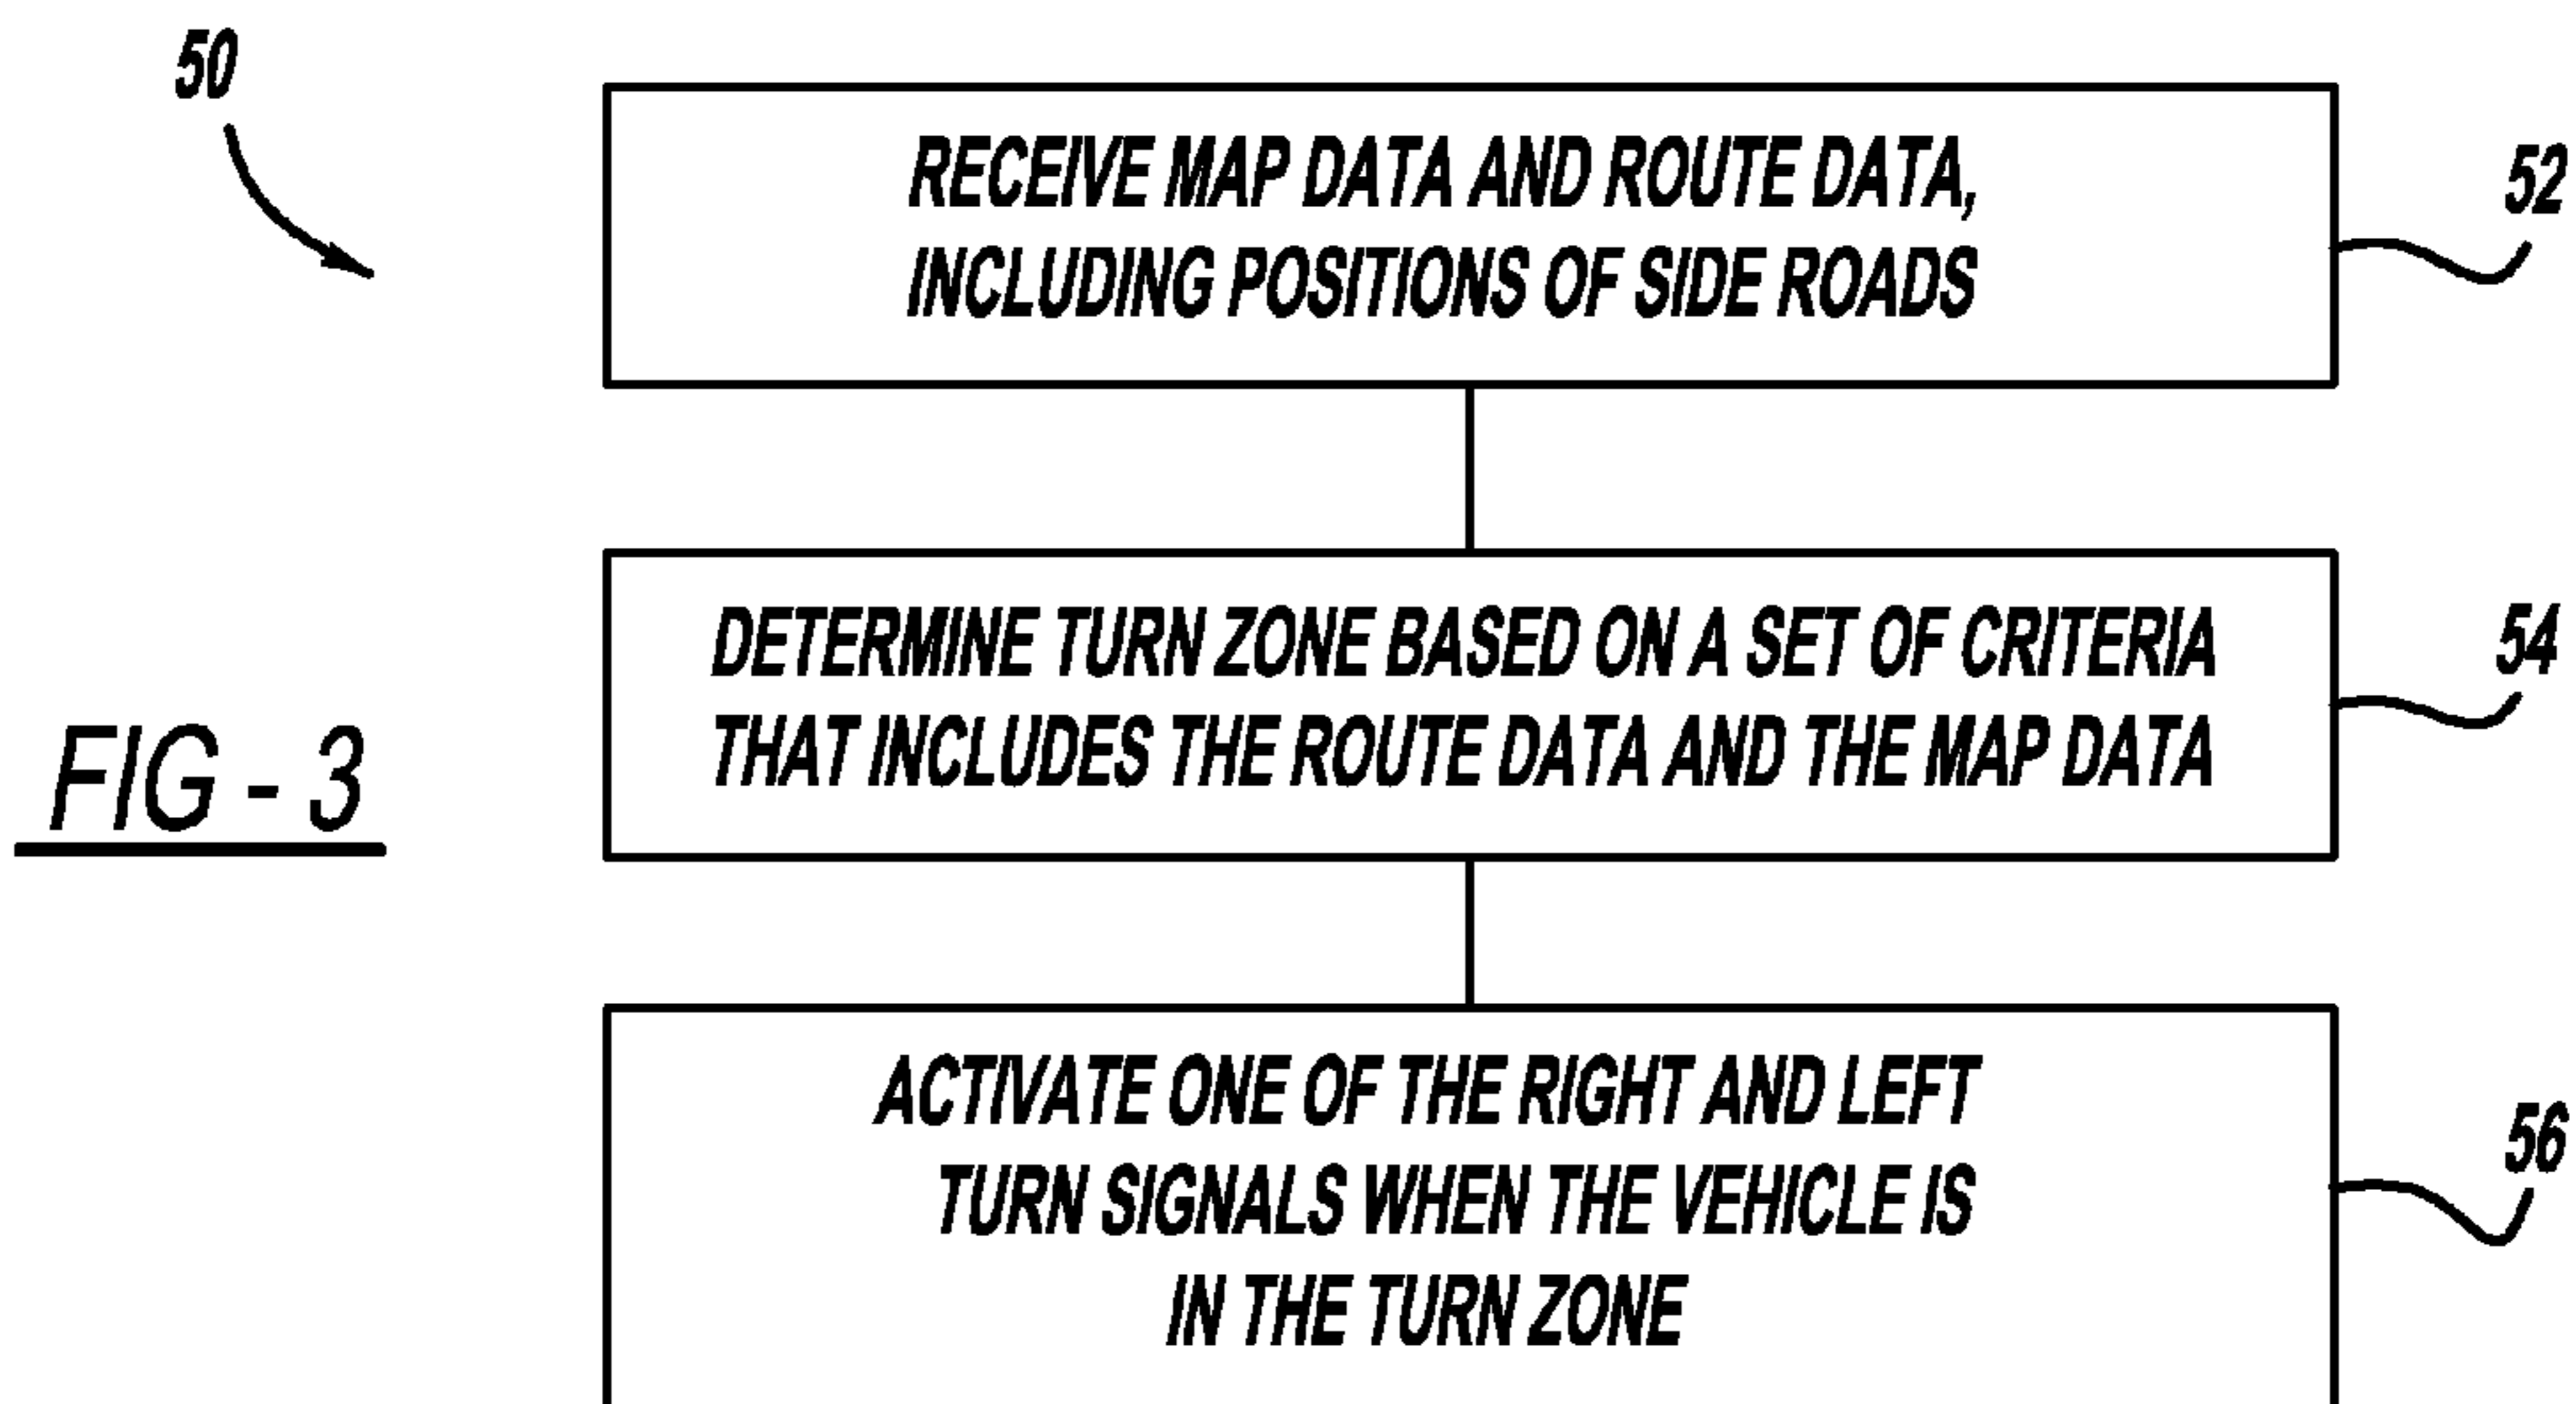 50
RECEIVE MAP DATA AND ROUTE DATA,
INCLUDING POSITIONS OF SIDE ROADS
52
DETERMINE TURN ZONE BASED ON A SET OF CRITERIA
THAT INCLUDES THE ROUTE DATA AND THE MAP DATA
54
FIG - 3
ACTIVATE ONE OF THE RIGHT AND LEFT
TURN SIGNALS WHEN THE VEHICLE IS
IN THE TURN ZONE
56